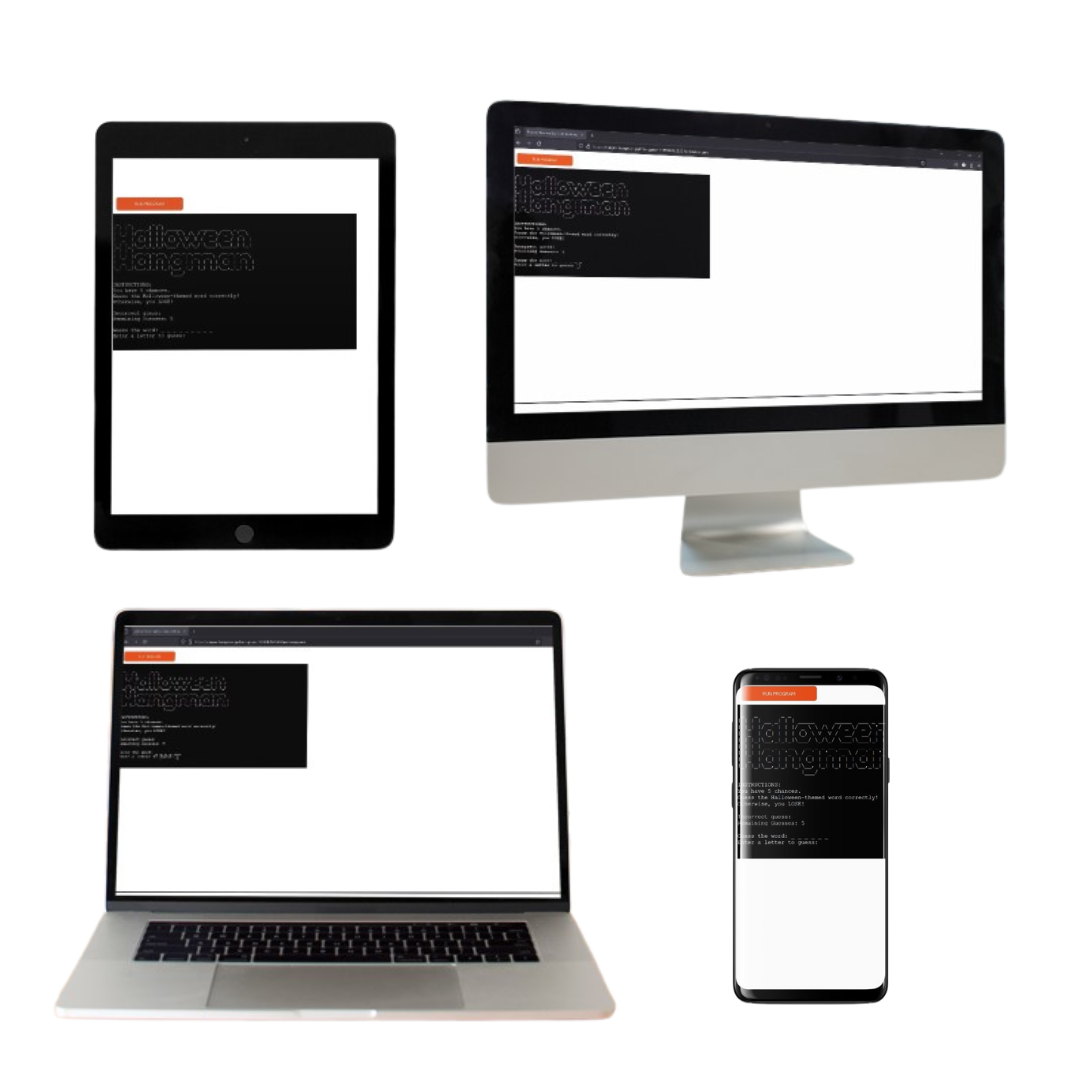 RUN PROGRAM
Halloween
Hangman
INSTRUCTIONS:
You have 5 chances.
Guess the Halloween-themed word correctly!
Otherwise, you LOSE!
Incorrect guess:
Remaining Guesses: 5
Guess the word: _ _ _ _ _ _ _ _ _ _
Enter a letter to guess:
RUN PROGRAM
Halloween
Hangman
INSTRUCTIONS:
You have 5 chances.
Guess the Halloween-themed word correctly!
Otherwise, you LOSE!
Incorrect guess:
Remaining Guesses: 5
Guess the word:
Enter a letter to guess:
RUN PROGRAM
Halloween
Hangman
INSTRUCTIONS:
You have 5 chances.
Guess the Halloween-themed word correctly!
Otherwise, you LOSE!
Incorrect guess:
Remaining Guesses:
Guess the word:
RUN PROGRAM
Halloween
Hangman
INSTRUCTIONS:
You have 5 chances.
Guess the Halloween-themed word correctly!
Otherwise, you LOSE!
Incorrect guess:
Remaining Guesses: 5
Guess the word: _ _ _ _ _ _ _
Enter a letter to guess: